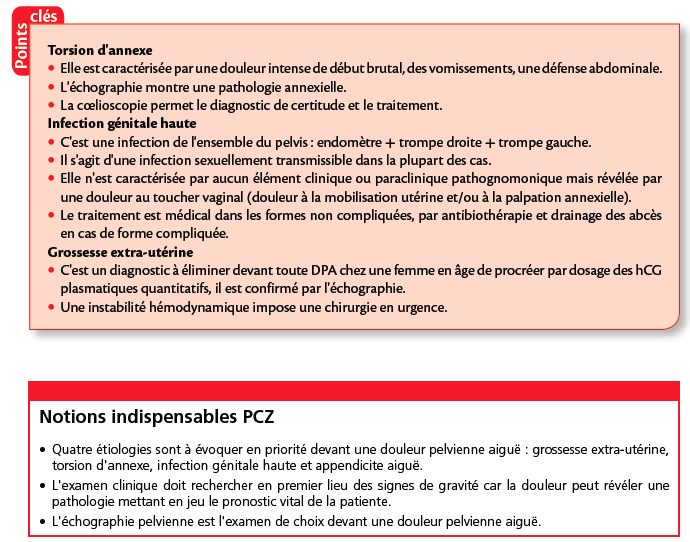 Points clés
Torsion d'annexe
• Elle est caractérisée par une douleur intense de début brutal, des vomissements, une défense abdominale.
• L'échographie montre une pathologie annexielle.
• La cœlioscopie permet le diagnostic de certitude et le traitement.
Infection génitale haute
• C'est une infection de l'ensemble du pelvis : endomètre + trompe droite + trompe gauche.
• Il s'agit d'une infection sexuellement transmissible dans la plupart des cas.
• Elle n'est caractérisée par aucun élément clinique ou paraclinique pathognomonique mais révélée par
une douleur au toucher vaginal (douleur à la mobilisation utérine et/ou à la palpation annexielle).
• Le traitement est médical dans les formes non compliquées, par antibiothérapie et drainage des abcès
en cas de forme compliquée.
Grossesse extra-utérine
• C'est un diagnostic à éliminer devant toute DPA chez une femme en âge de procréer par dosage des hCG
plasmatiques quantitatifs, il est confirmé par l'échographie.
• Une instabilité hémodynamique impose une chirurgie en urgence.
Notions indispensables PCZ
• Quatre étiologies sont à évoquer en priorité devant une douleur pelvienne aiguë : grossesse extra-utérine,
torsion d'annexe, infection génitale haute et appendicite aiguë.
• L'examen clinique doit rechercher en premier lieu des signes de gravité car la douleur peut révéler une
pathologie mettant en jeu le pronostic vital de la patiente.
• L'échographie pelvienne est l'examen de choix devant une douleur pelvienne aiguë.